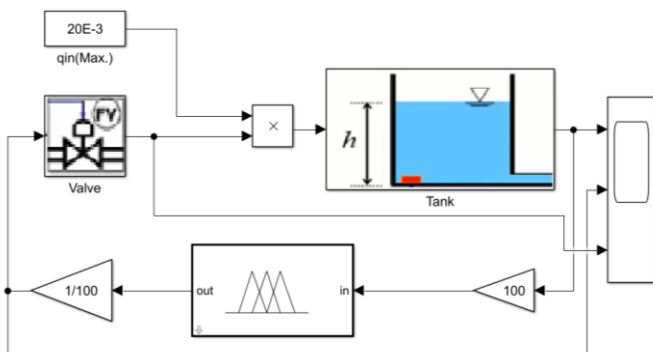 20E-3
qin(Max.)
FY
×
h
Valve
Tank
1/100
out
in
100